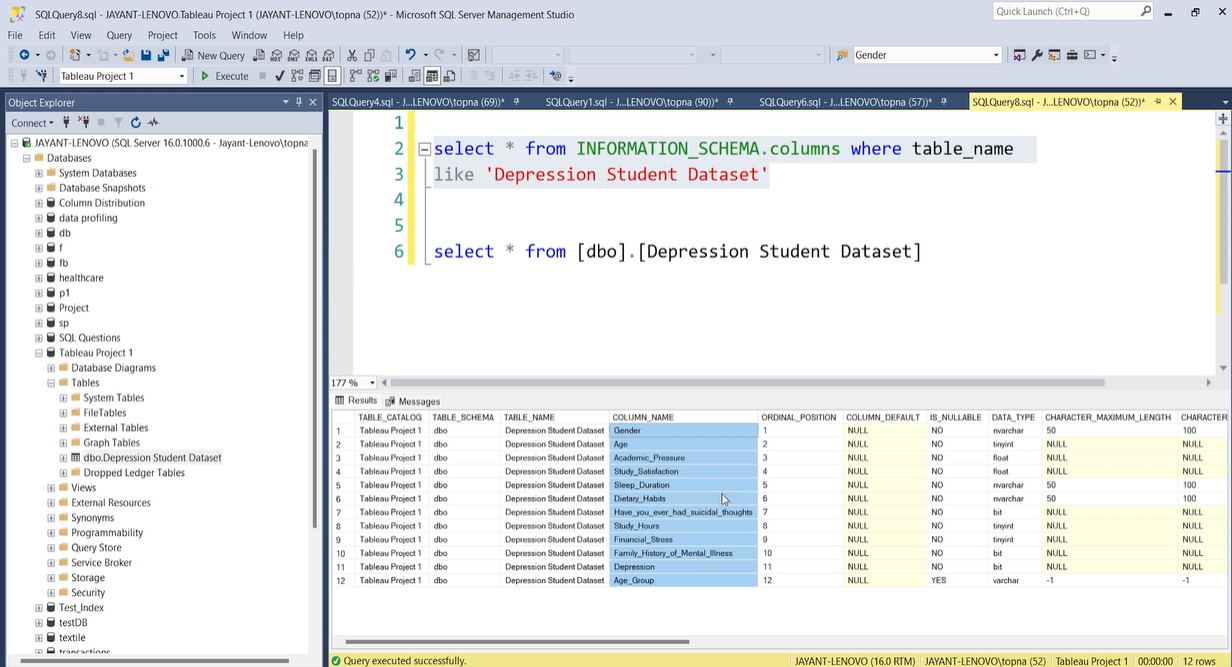 SQLQuery8.sql - JAYANT-LENOVO.Tableau Project 1 (JAYANT-LENOVO\topna (52))* - Microsoft SQL Server Management Studio
Quick Launch (Ctrl+Q)
File Edit View Query Project Tools Window Help
New Query
Gender
Tableau Project 1
Execute
Object Explorer
SQLQuery4.sql - J...LENOVO\topna (69))*
SQLQuery1.sql - J...LENOVO\topna (90))*
SQLQuery6.sql - J...LENOVO\topna (57))*
SQLQuery8.sql - J...LENOVO\topna (52))*
Connect
JAYANT-LENOVO (SQL Server 16.0.1000.6 - Jayant-Lenovo\topna
Databases
System Databases
Database Snapshots
Column Distribution
data profiling
db
f
fb
healthcare
p1
Project
sp
SQL Questions
Tableau Project 1
Database Diagrams
Tables
System Tables
FileTables
External Tables
Graph Tables
dbo.Depression Student Dataset
Dropped Ledger Tables
Views
External Resources
Synonyms
Programmability
Query Store
Service Broker
Storage
Security
Test_Index
testDB
textile
transactions
1
2 select * from INFORMATION_SCHEMA.columns where table_name
3 like 'Depression Student Dataset'
4
5
6 select * from [dbo].[Depression Student Dataset]
177 %
Results Messages
TABLE_CATALOG TABLE_SCHEMA TABLE_NAME COLUMN_NAME ORDINAL_POSITION COLUMN_DEFAULT IS_NULLABLE DATA_TYPE CHARACTER_MAXIMUM_LENGTH CHARACTER
1 Tableau Project 1 dbo Depression Student Dataset Gender 1 NULL NO nvarchar 50 100
2 Tableau Project 1 dbo Depression Student Dataset Age 2 NULL NO tinyint NULL NULL
3 Tableau Project 1 dbo Depression Student Dataset Academic_Pressure 3 NULL NO float NULL NULL
4 Tableau Project 1 dbo Depression Student Dataset Study_Satisfaction 4 NULL NO float NULL NULL
5 Tableau Project 1 dbo Depression Student Dataset Sleep_Duration 5 NULL NO nvarchar 50 100
6 Tableau Project 1 dbo Depression Student Dataset Dietary_Habits 6 NULL NO nvarchar 50 100
7 Tableau Project 1 dbo Depression Student Dataset Have_you_ever_had_suicidal_thoughts 7 NULL NO bit NULL NULL
8 Tableau Project 1 dbo Depression Student Dataset Study_Hours 8 NULL NO tinyint NULL NULL
9 Tableau Project 1 dbo Depression Student Dataset Financial_Stress 9 NULL NO tinyint NULL NULL
10 Tableau Project 1 dbo Depression Student Dataset Family_History_of_Mental_Illness 10 NULL NO bit NULL NULL
11 Tableau Project 1 dbo Depression Student Dataset Depression 11 NULL NO bit NULL NULL
12 Tableau Project 1 dbo Depression Student Dataset Age_Group 12 NULL YES varchar -1 -1
Query executed successfully.
JAYANT-LENOVO (16.0 RTM) JAYANT-LENOVO\topna (52) Tableau Project 1 00:00:00 12 rows